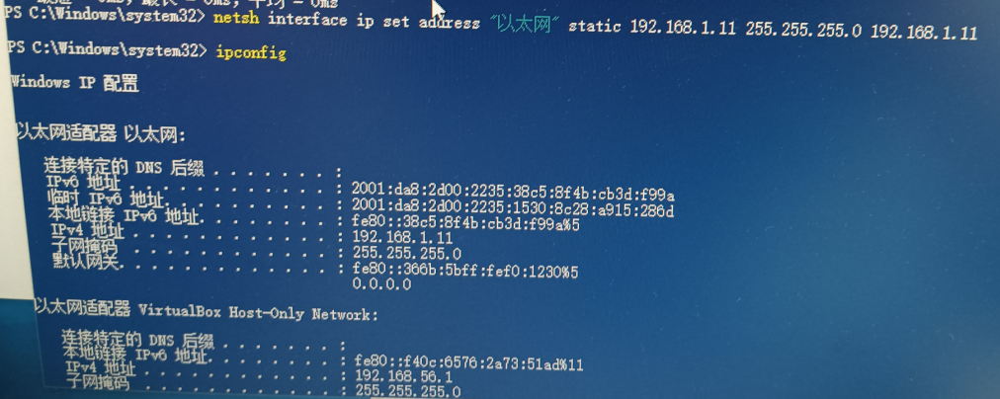 PS C:\Windows\system32> netsh interface ip set address "以太网" static 192.168.1.11 255.255.255.0 192.168.1.11
PS C:\Windows\system32> ipconfig
Windows IP 配置
以太网适配器 以太网:
连接特定的 DNS 后缀 . . . . . . . :
IPv6 地址 . . . . . . . . . . . . : 2001:da8:2d00:2235:38c5:8f4b:cb3d:f99a
临时 IPv6 地址. . . . . . . . . . : 2001:da8:2d00:2235:1530:8c28:a915:286d
本地链接 IPv6 地址. . . . . . . . : fe80::38c5:8f4b:cb3d:f99a%5
IPv4 地址 . . . . . . . . . . . . : 192.168.1.11
子网掩码 . . . . . . . . . . . . : 255.255.255.0
默认网关. . . . . . . . . . . . . : fe80::366b:5bff:fef0:1230%5
0.0.0.0
以太网适配器 VirtualBox Host-Only Network:
连接特定的 DNS 后缀 . . . . . . . :
本地链接 IPv6 地址. . . . . . . . : fe80::f40c:6576:2a73:51ad%11
IPv4 地址 . . . . . . . . . . . . : 192.168.56.1
子网掩码 . . . . . . . . . . . . : 255.255.255.0